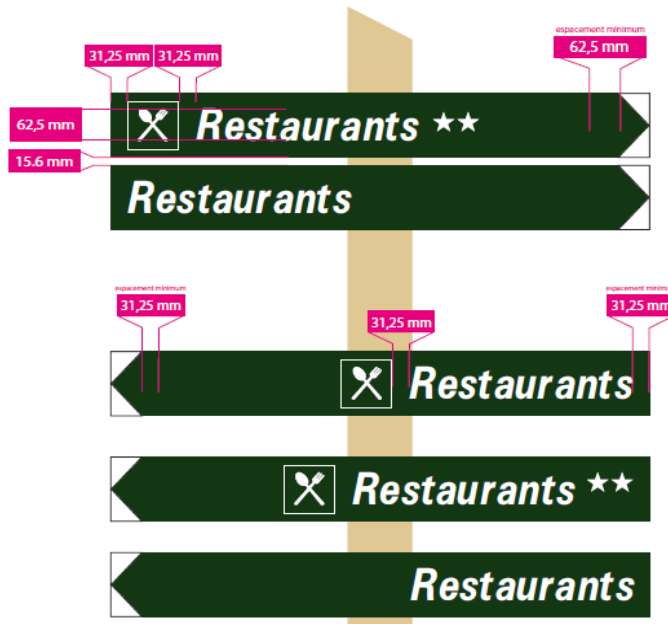 espacement minimum
31,25 mm 31,25 mm 62,5 mm
62,5 mm Restaurants ★★
15.6 mm
Restaurants
espacement minimum espacement minimu
31,25 mm 31,25 mm
31,25 mm
Restaurants
Restaurants ★★
Restaurants